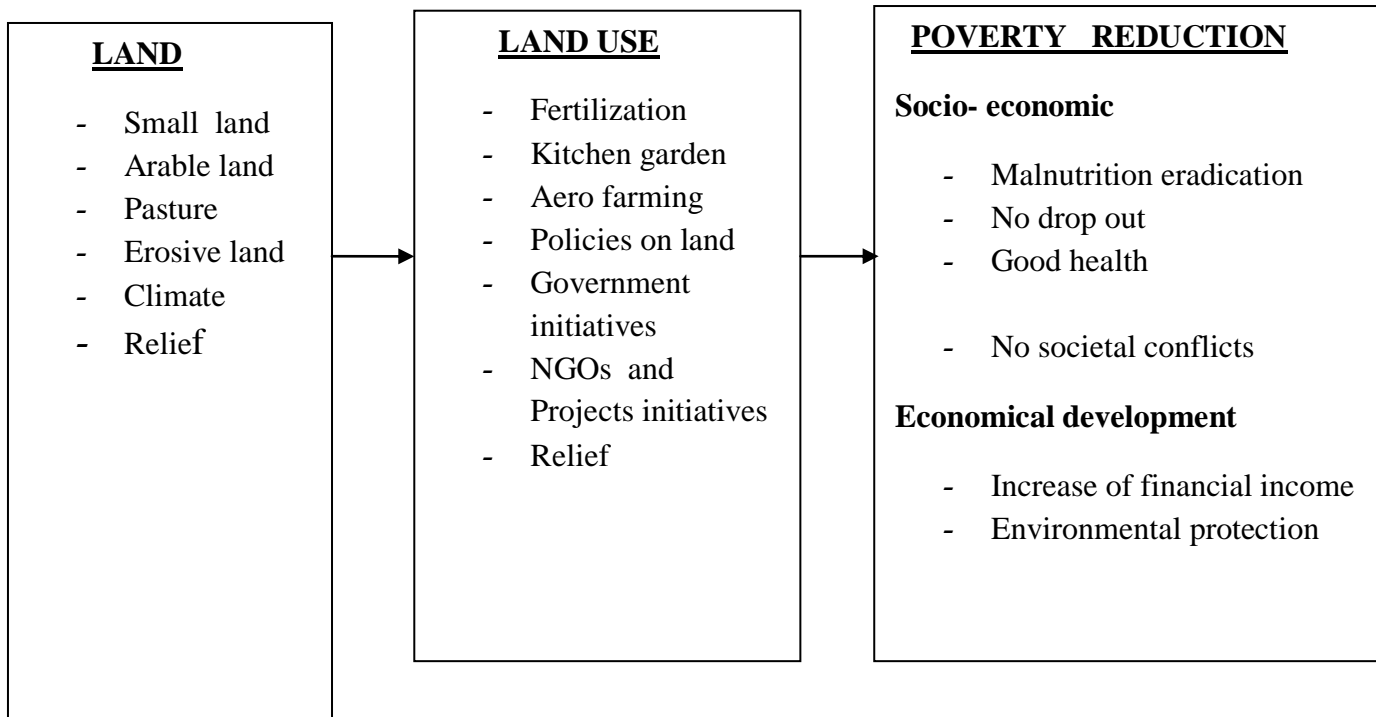 LAND
- Small land
- Arable land
- Pasture
- Erosive land
- Climate
- Relief
LAND USE
- Fertilization
- Kitchen garden
- Aero farming
- Policies on land
- Government
initiatives
- NGOs and
Projects initiatives
- Relief
POVERTY REDUCTION
Socio- economic
- Malnutrition eradication
- No drop out
- Good health
- No societal conflicts
Economical development
- Increase of financial income
- Environmental protection